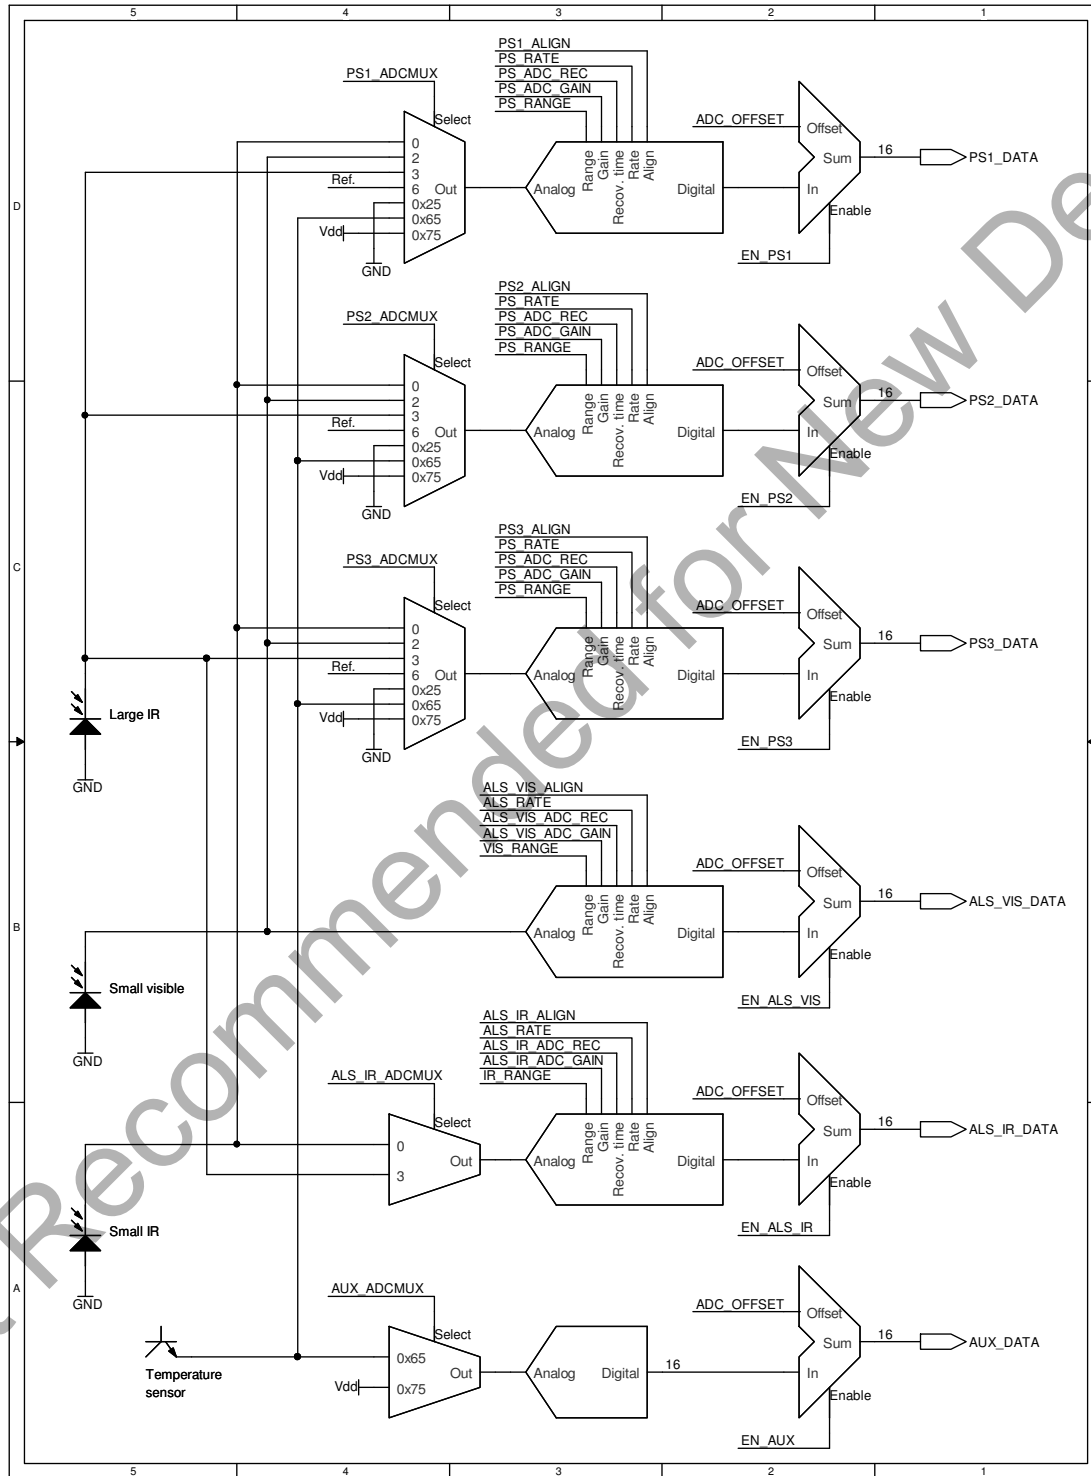 5 4 3 2 1
PS1_ALIGN
PS_RATE
PS_ADC_REC
PS_ADC_GAIN
PS_RANGE
PS1_ADCMUX
Select
0
2
3
Ref. 6 Out
0x25
0x65
Vdd 0x75
GND
Analog
Range
Gain
Recov. time
Rate
Align
Digital
ADC_OFFSET
Offset
Sum
In
Enable
EN_PS1
16
PS1_DATA
D
PS2_ALIGN
PS_RATE
PS_ADC_REC
PS_ADC_GAIN
PS_RANGE
PS2_ADCMUX
Select
0
2
3
Ref. 6 Out
0x25
0x65
Vdd 0x75
GND
Analog
Range
Gain
Recov. time
Rate
Align
Digital
ADC_OFFSET
Offset
Sum
In
Enable
EN_PS2
16
PS2_DATA
C
PS3_ALIGN
PS_RATE
PS_ADC_REC
PS_ADC_GAIN
PS_RANGE
PS3_ADCMUX
Select
0
2
3
Ref. 6 Out
0x25
0x65
Vdd 0x75
GND
Analog
Range
Gain
Recov. time
Rate
Align
Digital
ADC_OFFSET
Offset
Sum
In
Enable
EN_PS3
16
PS3_DATA
Large IR
GND
ALS_VIS_ALIGN
ALS_RATE
ALS_VIS_ADC_REC
ALS_VIS_ADC_GAIN
VIS_RANGE
Analog
Range
Gain
Recov. time
Rate
Align
Digital
ADC_OFFSET
Offset
Sum
In
Enable
EN_ALS_VIS
16
ALS_VIS_DATA
B
Small visible
GND
ALS_IR_ALIGN
ALS_RATE
ALS_IR_ADC_REC
ALS_IR_ADC_GAIN
IR_RANGE
ALS_IR_ADCMUX
Select
0
3
Out
Analog
Range
Gain
Recov. time
Rate
Align
Digital
ADC_OFFSET
Offset
Sum
In
Enable
EN_ALS_IR
16
ALS_IR_DATA
Small IR
GND
A
AUX_ADCMUX
Select
0x65
Vdd 0x75
Out
Temperature
sensor
Analog
Digital
16
ADC_OFFSET
Offset
Sum
In
Enable
EN_AUX
16
AUX_DATA
5 4 3 2 1
Recommended for New De